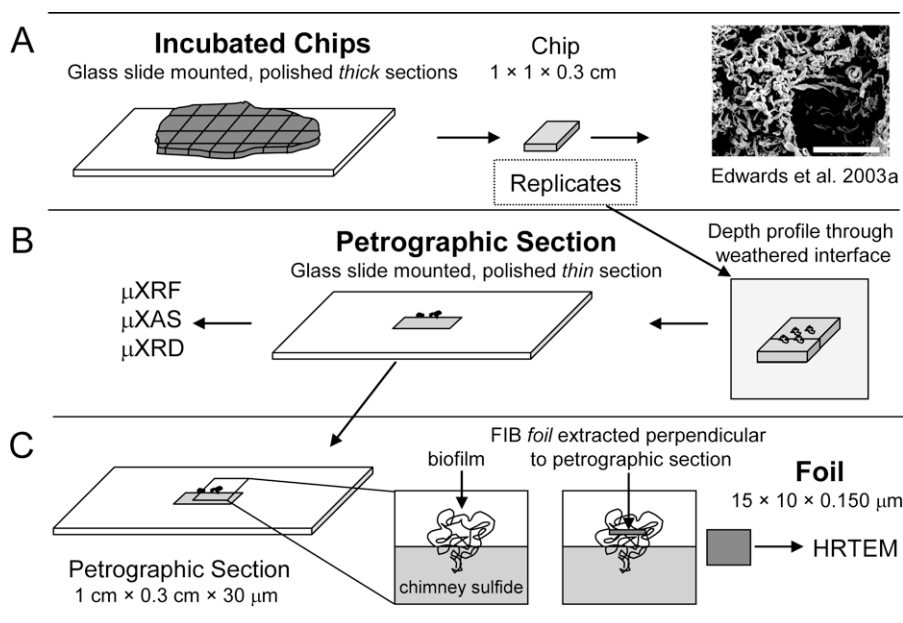 A
Incubated Chips
Glass slide mounted, polished thick sections
Chip
1 × 1 × 0.3 cm
Replicates
Edwards et al. 2003a
B
Petrographic Section
Glass slide mounted, polished thin section
μXRF
μXAS
μXRD
Depth profile through
weathered interface
C
Petrographic Section
1 cm × 0.3 cm × 30 μm
biofilm
chimney sulfide
FIB foil extracted perpendicular
to petrographic section
Foil
15 × 10 × 0.150 μm
HRTEM